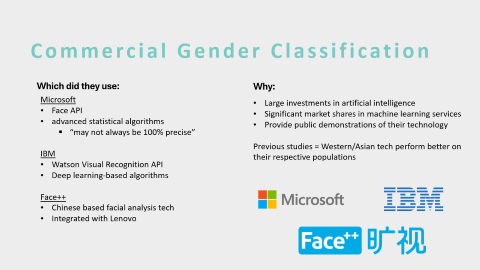 Commercial Gender Classification
Which did they use:
Microsoft
• Face API
• advanced statistical algorithms
▪ “may not always be 100% precise”
IBM
• Watson Visual Recognition API
• Deep learning-based algorithms
Face++
• Chinese based facial analysis tech
• Integrated with Lenovo
Why:
• Large investments in artificial intelligence
• Significant market shares in machine learning services
• Provide public demonstrations of their technology
Previous studies = Western/Asian tech perform better on
their respective populations
Microsoft
IBM
Face++ 旷视